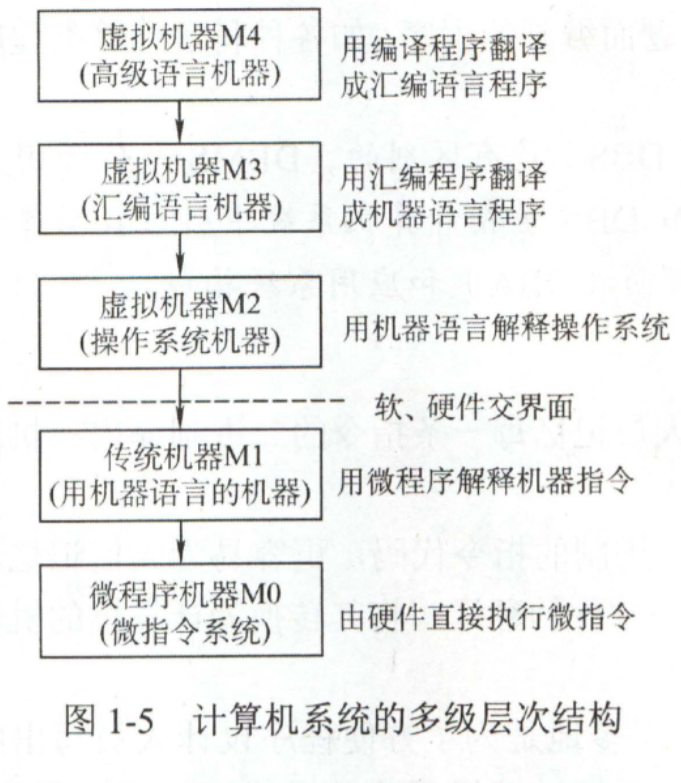 虚拟机器M4
(高级语言机器)
用编译程序翻译
成汇编语言程序
虚拟机器M3
(汇编语言机器)
用汇编程序翻译
成机器语言程序
虚拟机器M2
(操作系统机器)
用机器语言解释操作系统
软、硬件交界面
传统机器M1
(用机器语言的机器)
用微程序解释机器指令
微程序机器M0
(微指令系统)
由硬件直接执行微指令
图 1-5 计算机系统的多级层次结构